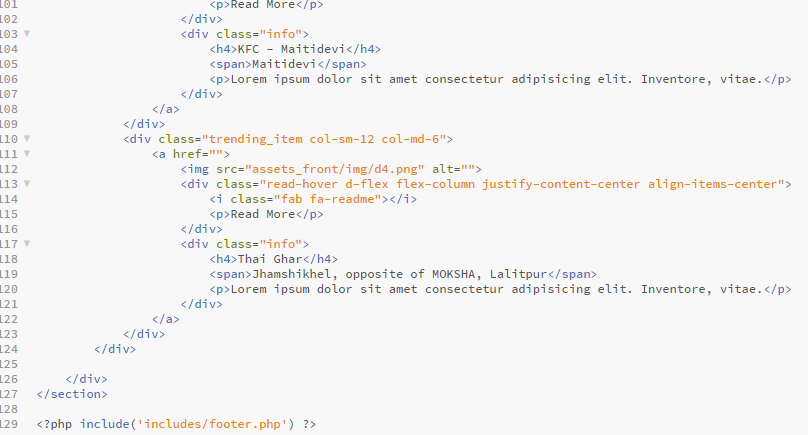 101 <p>Read More</p>
102 </div>
103 <div class="info">
104 <h4>KFC - Maitidevi</h4>
105 <span>Maitidevi</span>
106 <p>Lorem ipsum dolor sit amet consectetur adipisicing elit. Inventore, vitae.</p>
107 </div>
108 </a>
109 </div>
110 <div class="trending_item col-sm-12 col-md-6">
111 <a href="">
112 <img src="assets_front/img/d4.png" alt="">
113 <div class="read-hover d-flex flex-column justify-content-center align-items-center">
114 <i class="fab fa-readme"></i>
115 <p>Read More</p>
116 </div>
117 <div class="info">
118 <h4>Thai Ghar</h4>
119 <span>Jhamshikhel, opposite of MOKSHA, Lalitpur</span>
120 <p>Lorem ipsum dolor sit amet consectetur adipisicing elit. Inventore, vitae.</p>
121 </div>
122 </a>
123 </div>
124 </div>
125
126 </div>
127 </section>
128
129 <?php include('includes/footer.php') ?>